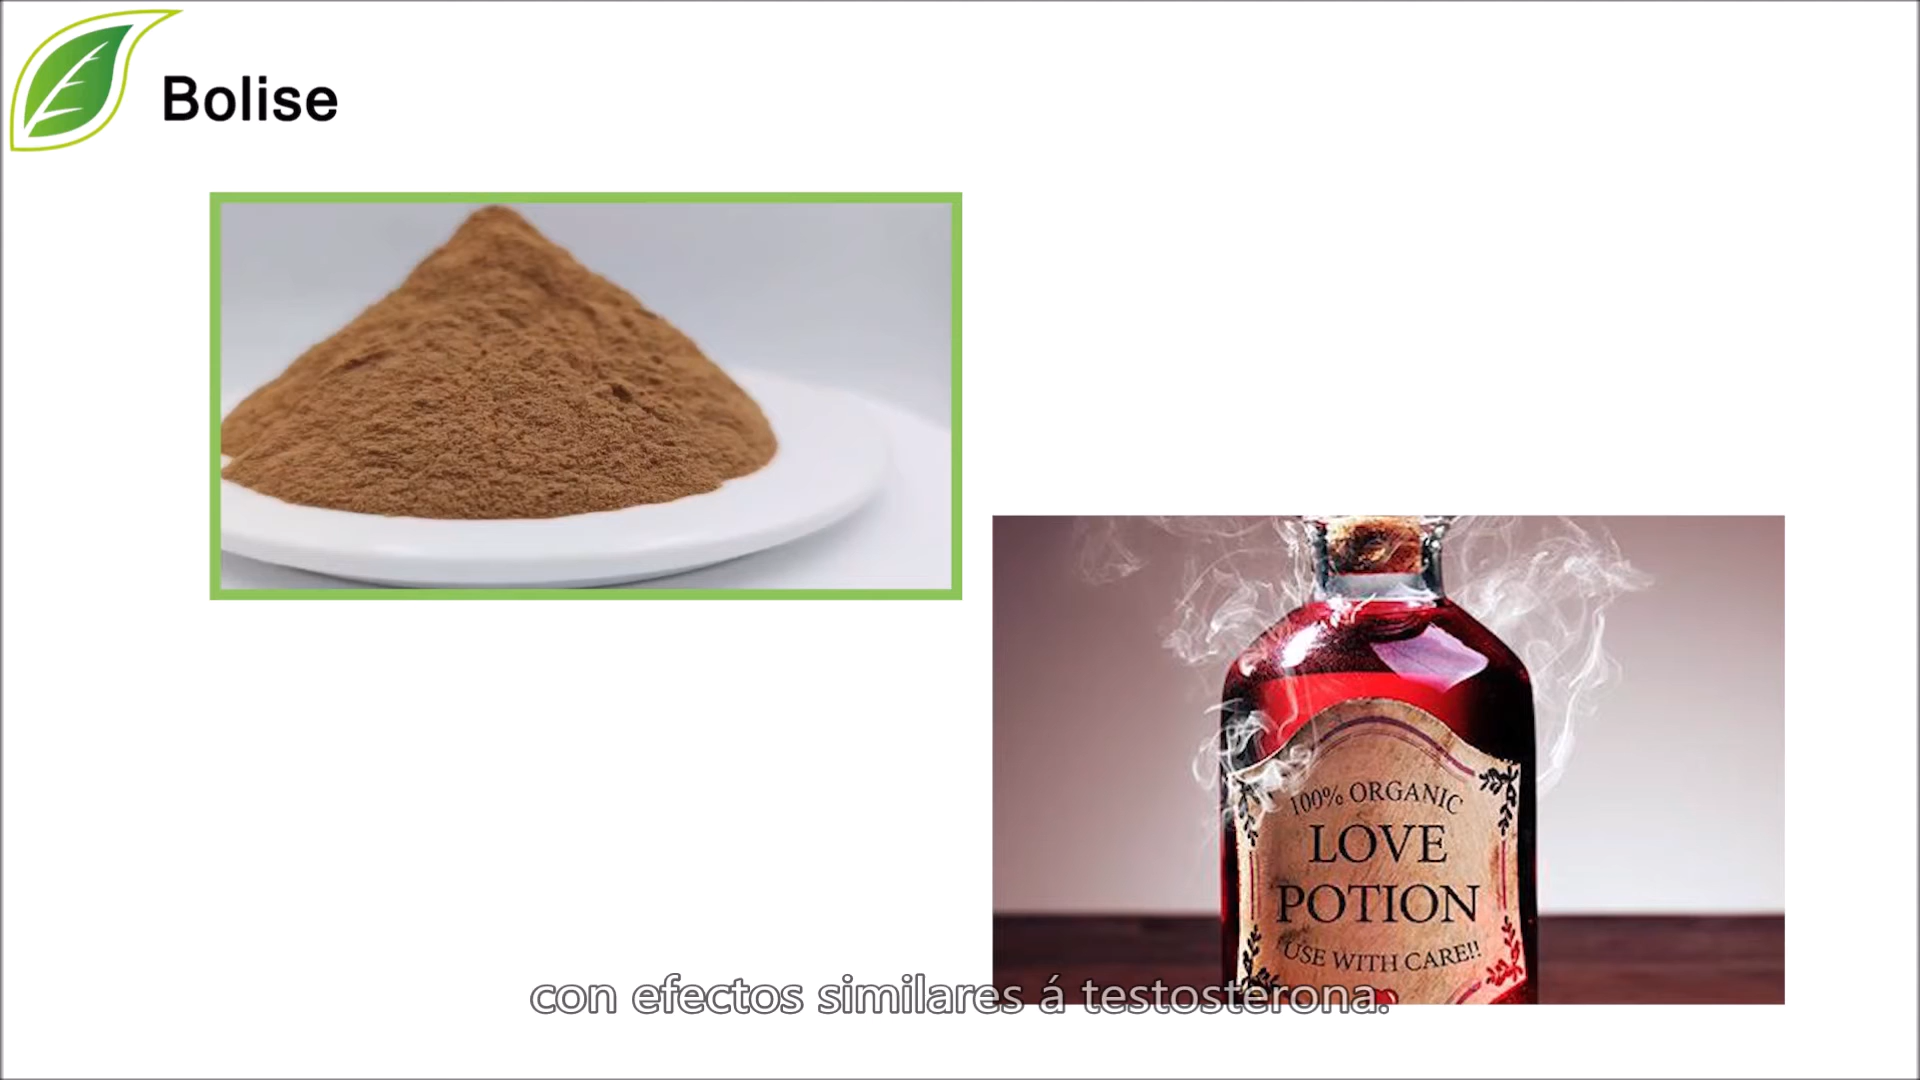 Bolise
100% ORGANIC
LOVE
POTION
USE WITH CARE!!
con efectos similares á testosterona.